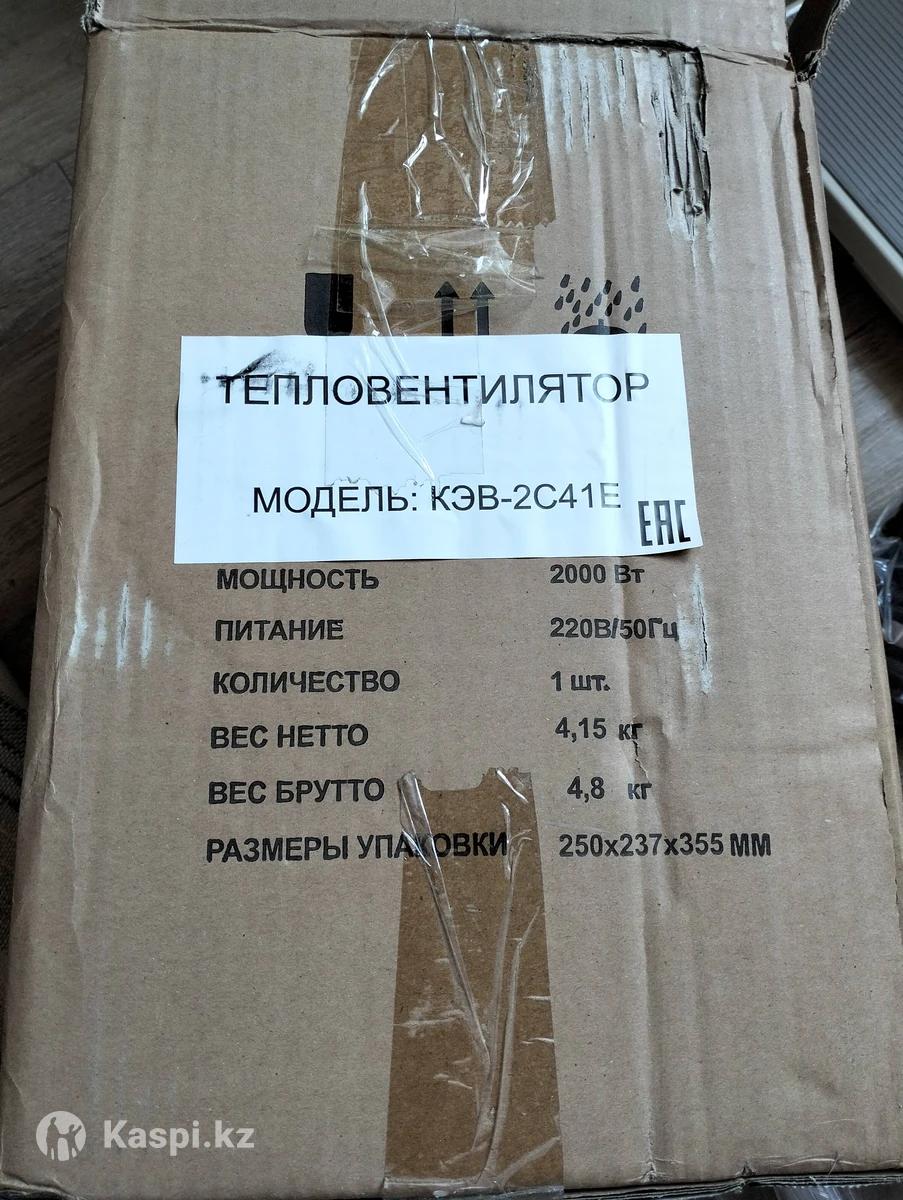 ТЕПЛОВЕНТИЛЯТОР
МОДЕЛЬ: КЭВ-2С41Е
EAC
МОЩНОСТЬ 2000 Вт
ПИТАНИЕ 220В/50Гц
КОЛИЧЕСТВО 1 шт.
ВЕС НЕТТО 4,15 кг
ВЕС БРУТТО 4,8 кг
РАЗМЕРЫ УПАКОВКИ 250х237х355 ММ
Kaspi.kz